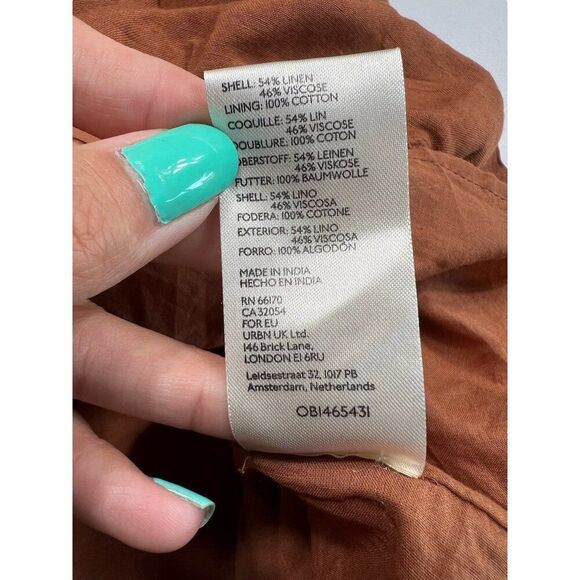 SHELL: 54% LINEN
46% VISCOSE
LINING: 100% COTTON
COQUILLE: 54% LIN
46% VISCOSE
DOUBLURE: 100% COTON
OBERSTOFF: 54% LEINEN
46% VISKOSE
FUTTER: 100% BAUMWOLLE
SHELL: 54% LINO
46% VISCOSA
FODERA: 100% COTONE
EXTERIOR: 54% LINO
46% VISCOSA
FORRO: 100% ALGODÓN
MADE IN INDIA
HECHO EN INDIA
RN 66170
CA 32054
FOR EU
URBN UK Ltd.
146 Brick Lane,
LONDON E1 6RU
Leidsestraat 32, 1017 PB
Amsterdam, Netherlands
OB1465431